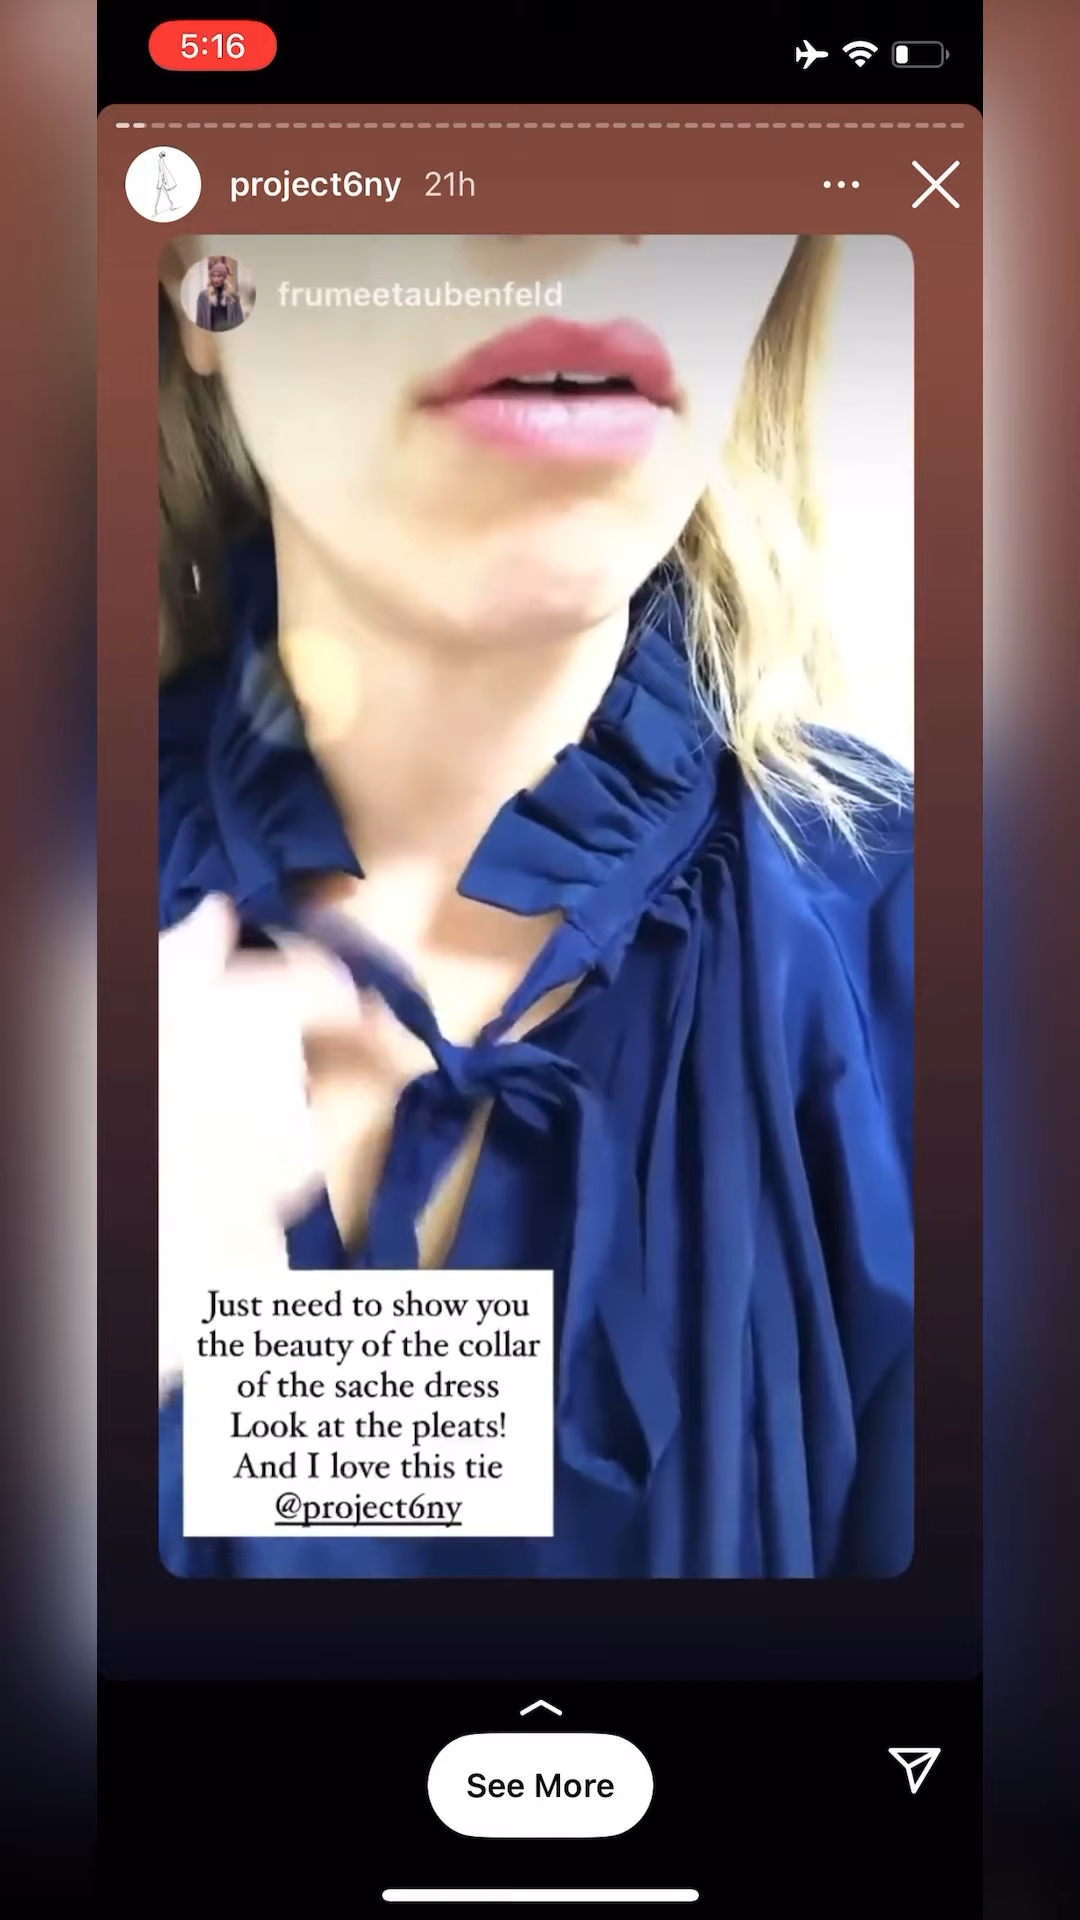 5:16
project6ny 21h
frumeetaubenfeld
Just need to show you
the beauty of the collar
of the sache dress
Look at the pleats!
And I love this tie
@project6ny
See More